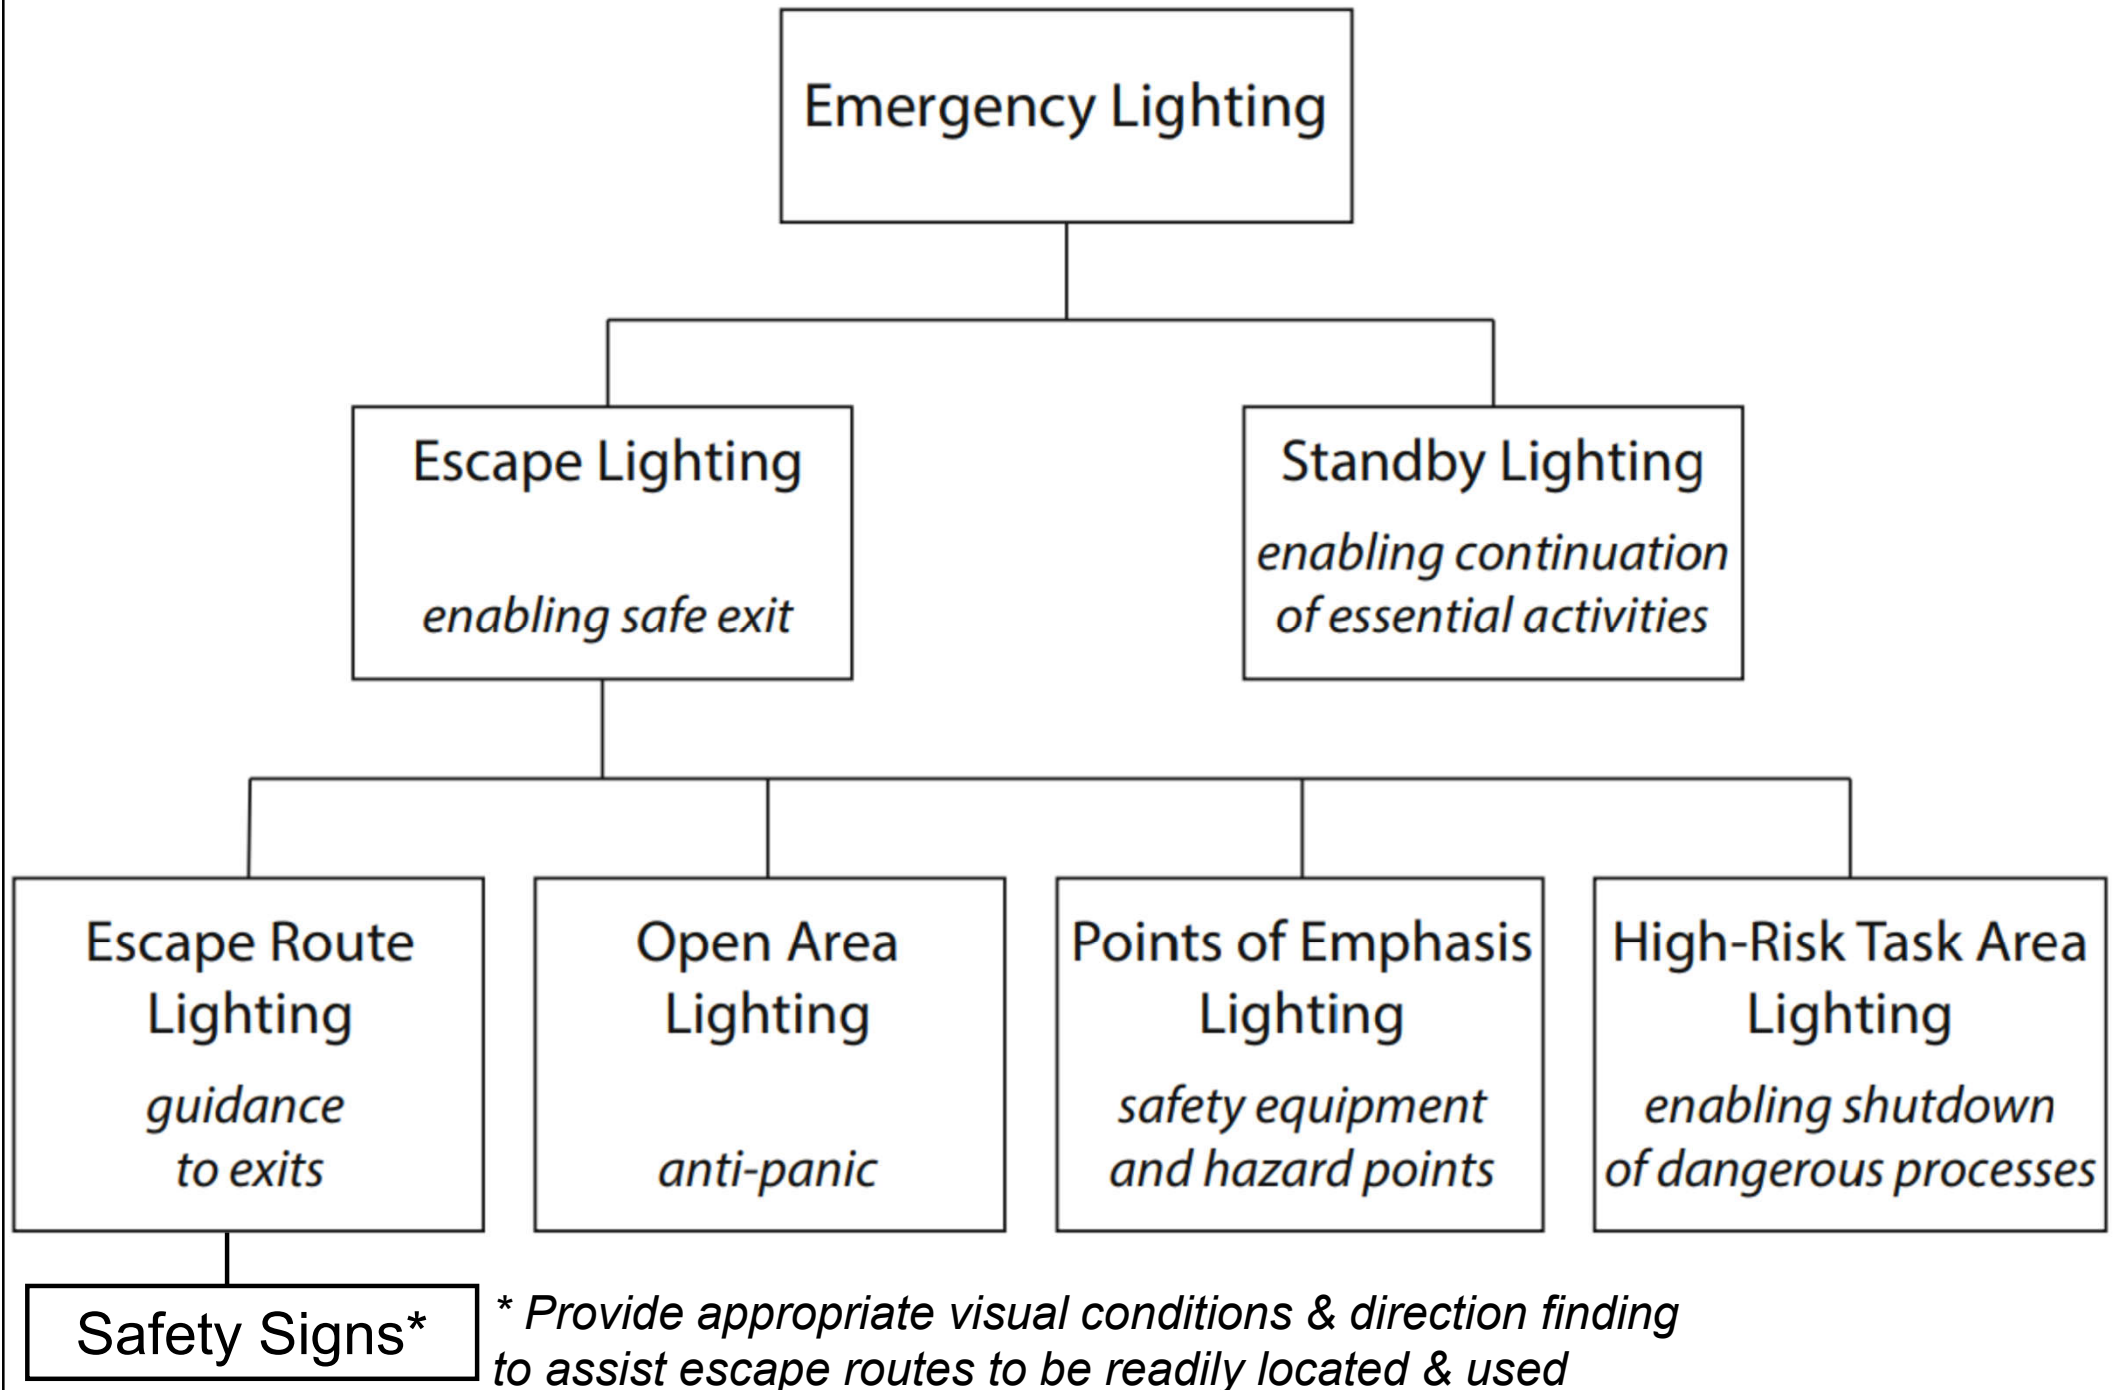 Emergency Lighting
Escape Lighting
enabling safe exit
Standby Lighting
enabling continuation
of essential activities
Escape Route
Lighting
guidance
to exits
Open Area
Lighting
anti-panic
Points of Emphasis
Lighting
safety equipment
and hazard points
High-Risk Task Area
Lighting
enabling shutdown
of dangerous processes
Safety Signs*
* Provide appropriate visual conditions & direction finding
to assist escape routes to be readily located & used